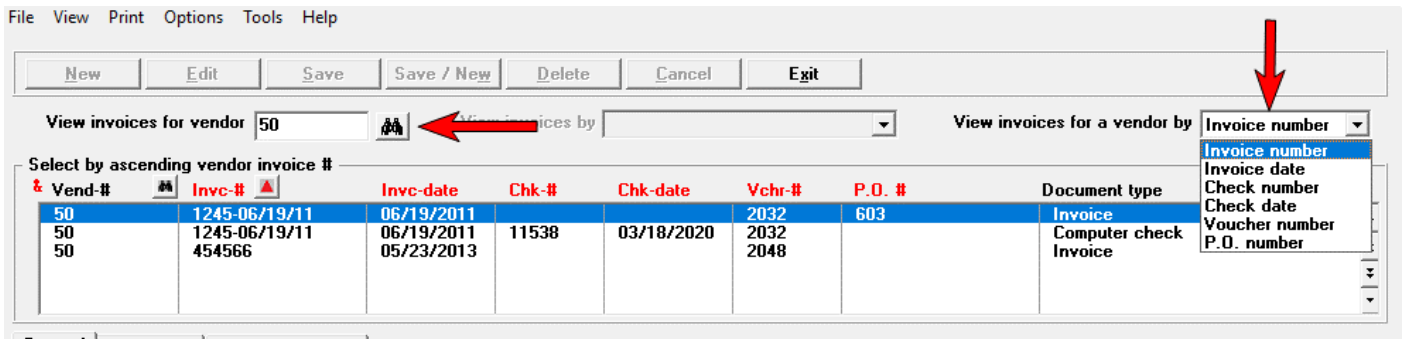 File View Print Options Tools Help
New Edit Save Save / New Delete Cancel Exit
View invoices for vendor 50 invoices by View invoices for a vendor by Invoice number
Invoice number
Invoice date
Check number
Check date
Voucher number
P.O. number
Select by ascending vendor invoice #
& Vend-# Invc-# Invc-date Chk-# Chk-date Vchr-# P.O. # Document type
50 1245-06/19/11 06/19/2011 2032 603 Invoice
50 1245-06/19/11 06/19/2011 11538 03/18/2020 2032 Computer check
50 454566 05/23/2013 2048 Invoice